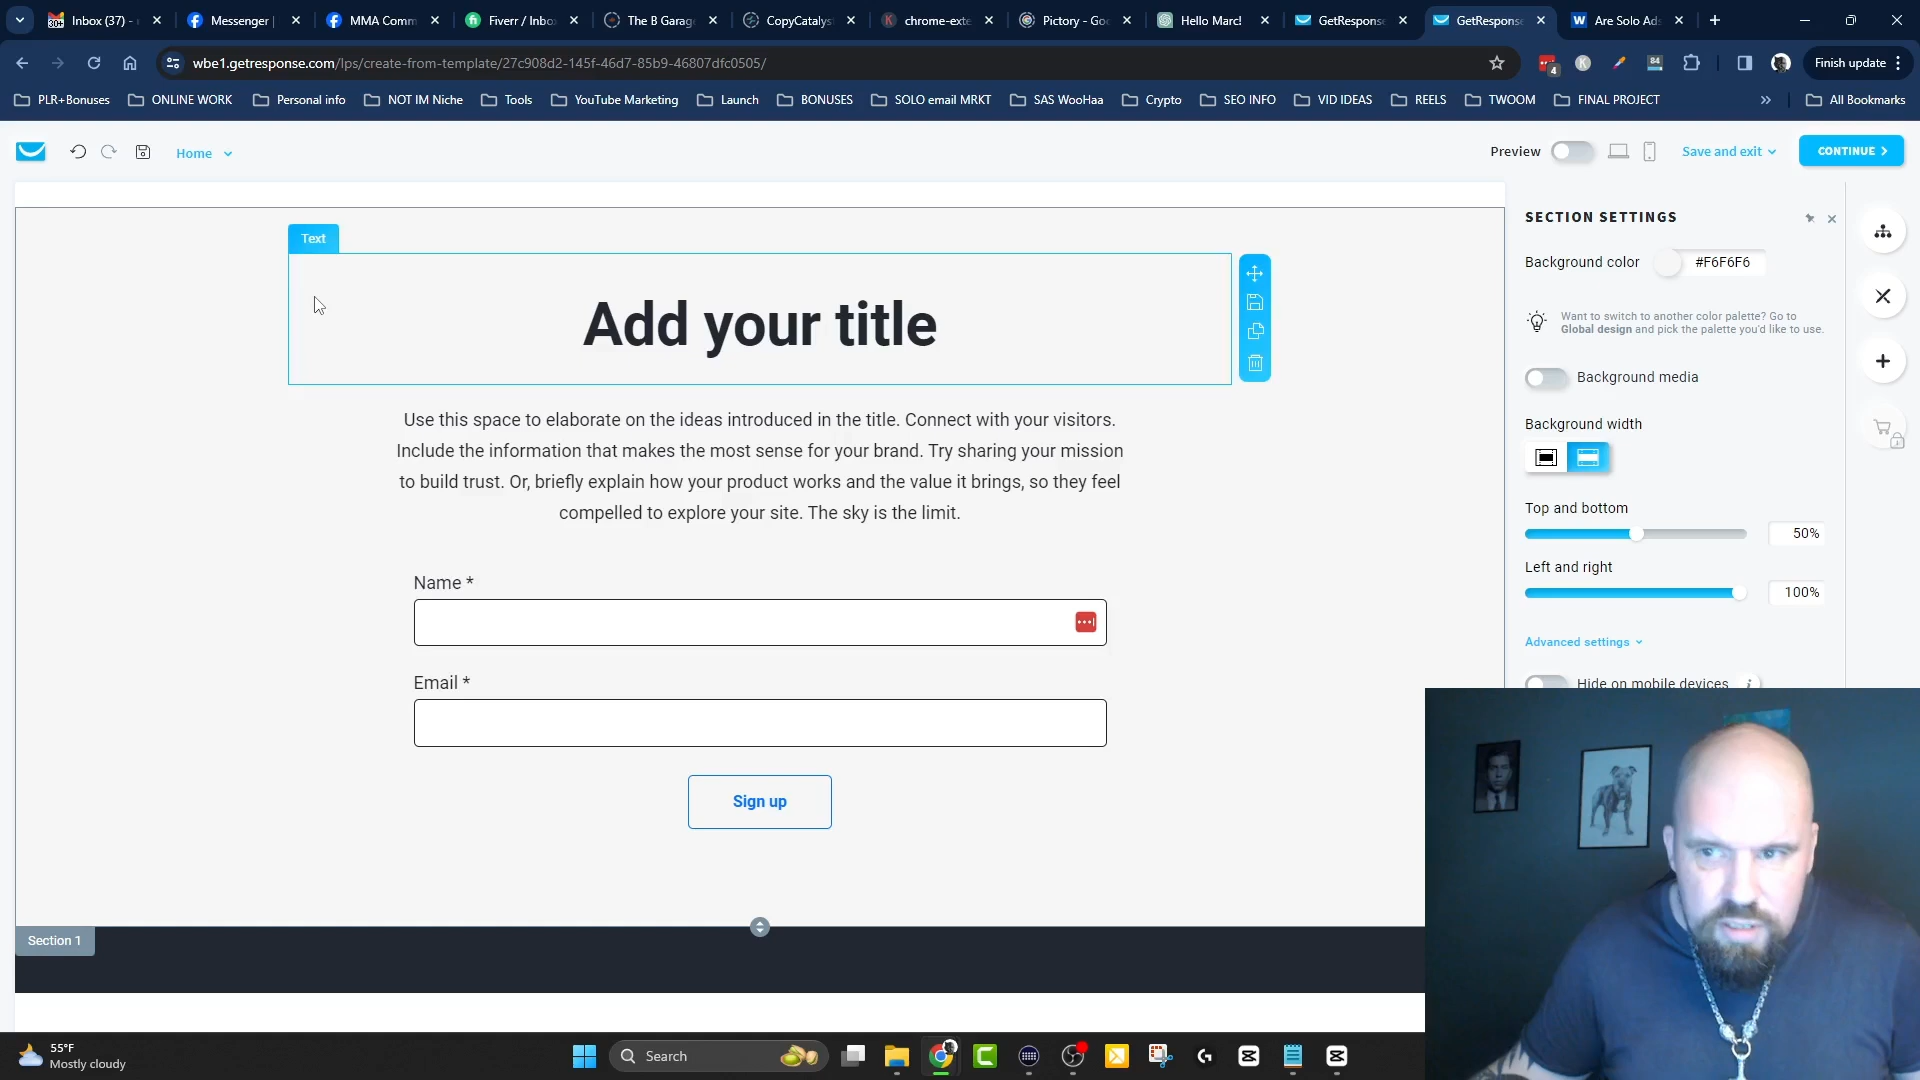 Inbox (37) -
Messenger |
MMA Comm
Fiverr / Inbo
The B Garag
CopyCatalys
chrome-exte
Pictory - Go
Hello Marc!
GetResponse
GetResponse
Are Solo Ads
wbe1.getresponse.com/lps/create-from-template/27c908d2-145f-46d7-85b9-46807dfc0505/
4
84
Finish update
PLR+Bonuses
ONLINE WORK
Personal info
NOT IM Niche
Tools
YouTube Marketing
Launch
BONUSES
SOLO email MRKT
SAS WooHaa
Crypto
SEO INFO
VID IDEAS
REELS
TWOOM
FINAL PROJECT
All Bookmarks
Home
Preview
Save and exit
CONTINUE
Text
Add your title
Use this space to elaborate on the ideas introduced in the title. Connect with your visitors.
Include the information that makes the most sense for your brand. Try sharing your mission
to build trust. Or, briefly explain how your product works and the value it brings, so they feel
compelled to explore your site. The sky is the limit.
Name *
Email *
Sign up
Section 1
SECTION SETTINGS
Background color
#F6F6F6
Want to switch to another color palette? Go to
Global design and pick the palette you'd like to use.
Background media
Background width
Top and bottom
50%
Left and right
100%
Advanced settings
Hide on mobile devices
55°F
Mostly cloudy
Search